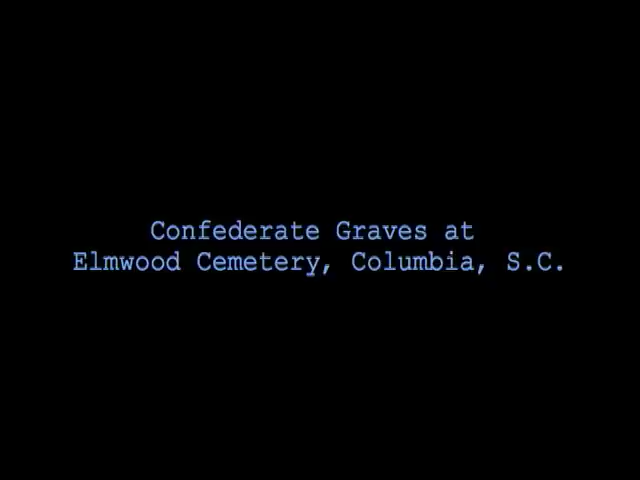 Confederate Graves at
Elmwood Cemetery, Columbia, S.C.